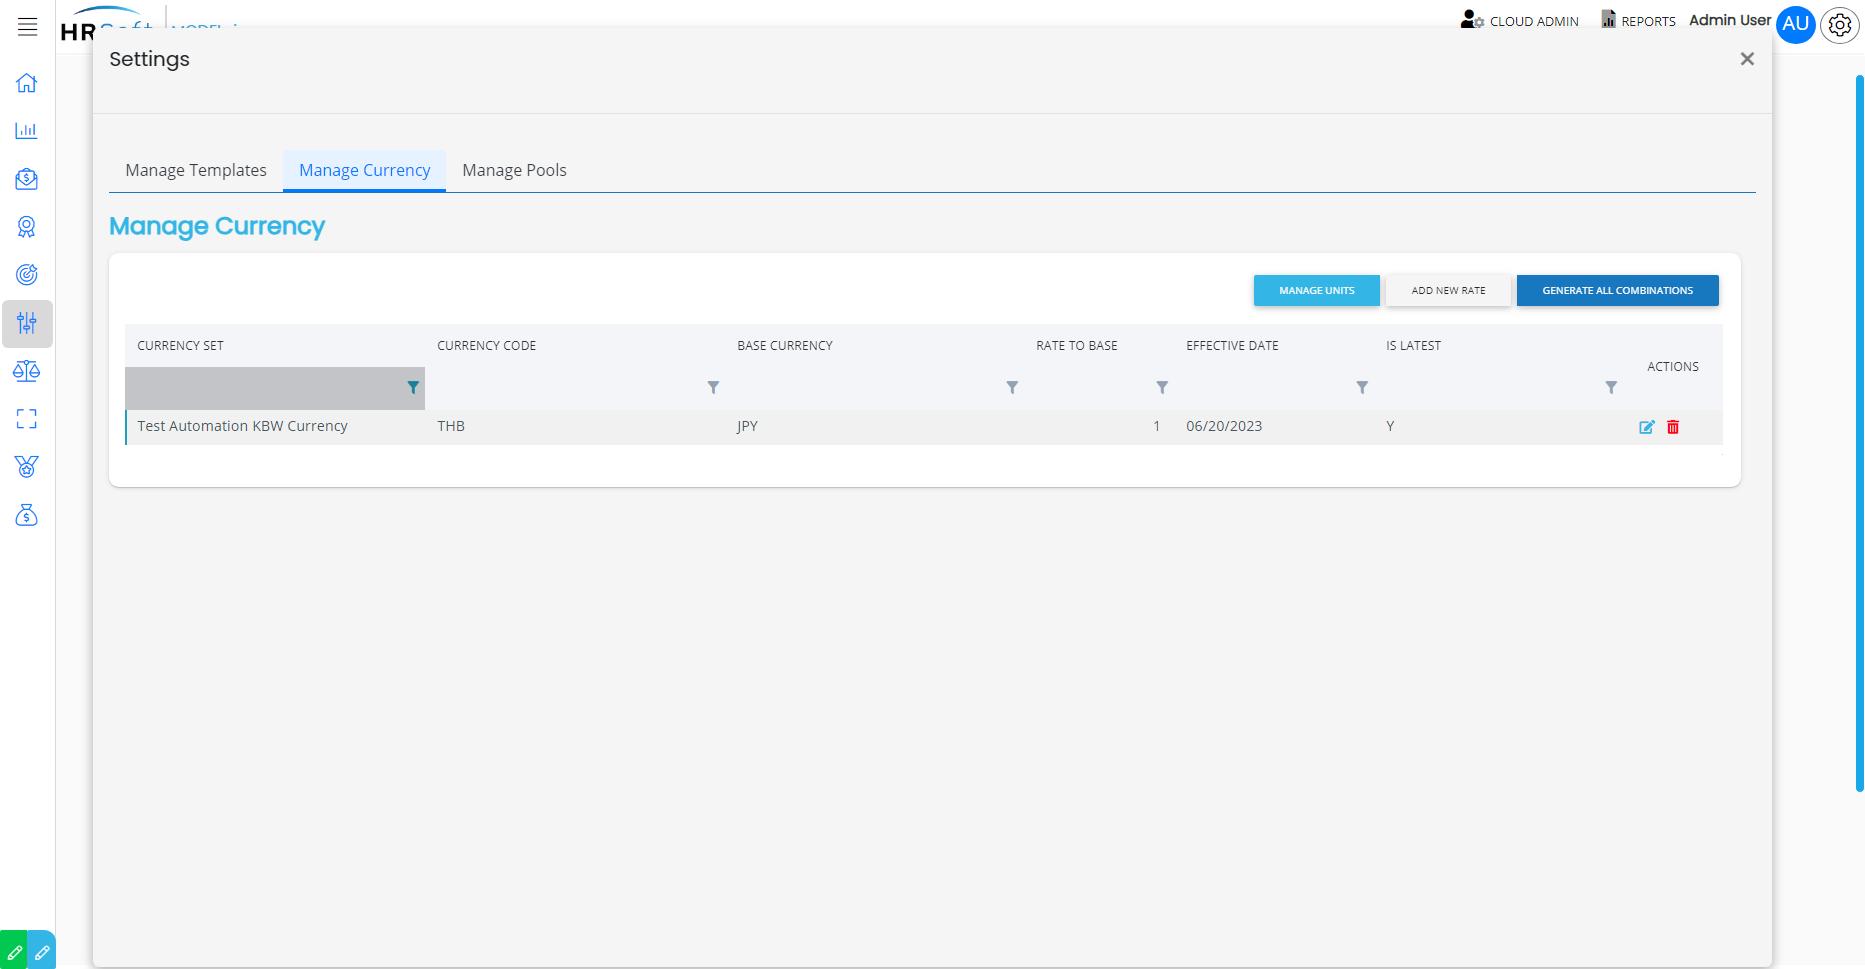 HRSoft
CLOUD ADMIN
REPORTS
Admin User
AU
Settings
Manage Templates
Manage Currency
Manage Pools
Manage Currency
MANAGE UNITS
ADD NEW RATE
GENERATE ALL COMBINATIONS
CURRENCY SET CURRENCY CODE BASE CURRENCY RATE TO BASE EFFECTIVE DATE IS LATEST ACTIONS
Test Automation KBW Currency THB JPY 1 06/20/2023 Y